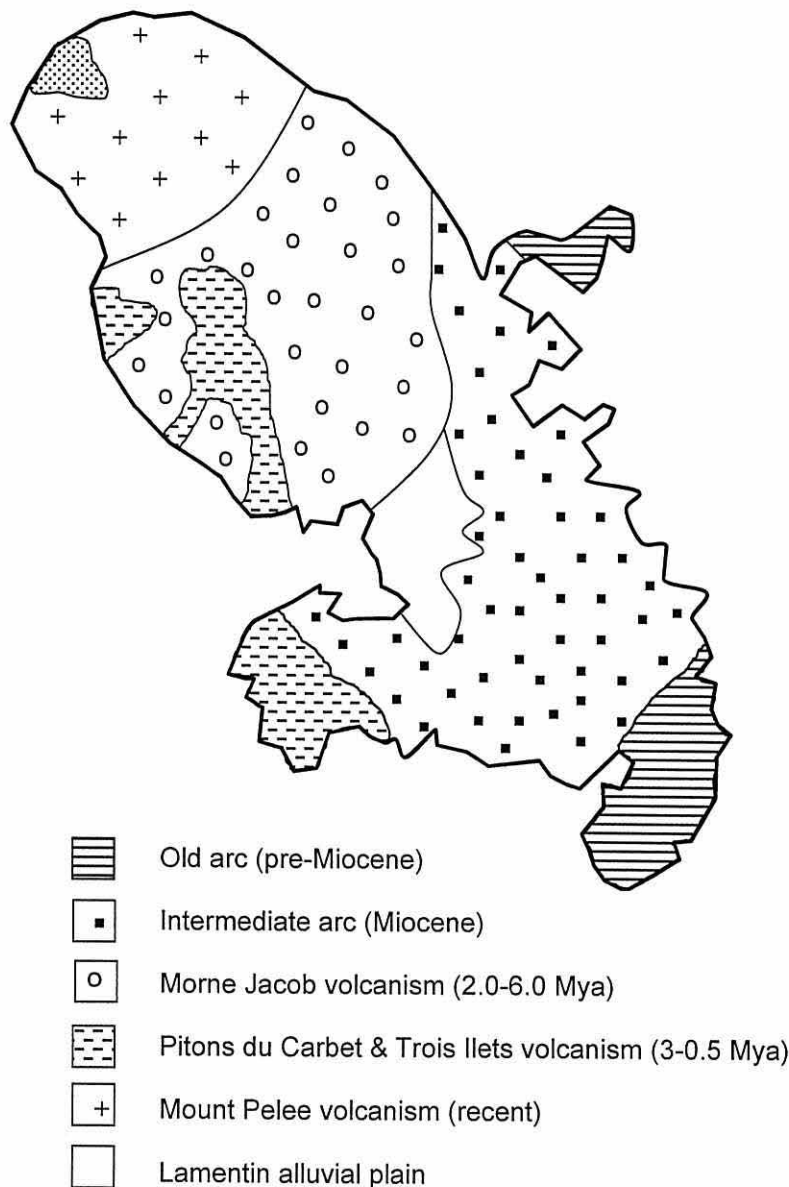 Old arc (pre-Miocene)
Intermediate arc (Miocene)
Morne Jacob volcanism (2.0-6.0 Mya)
Pitons du Carbet & Trois Ilets volcanism (3-0.5 Mya)
Mount Pelee volcanism (recent)
Lamentin alluvial plain